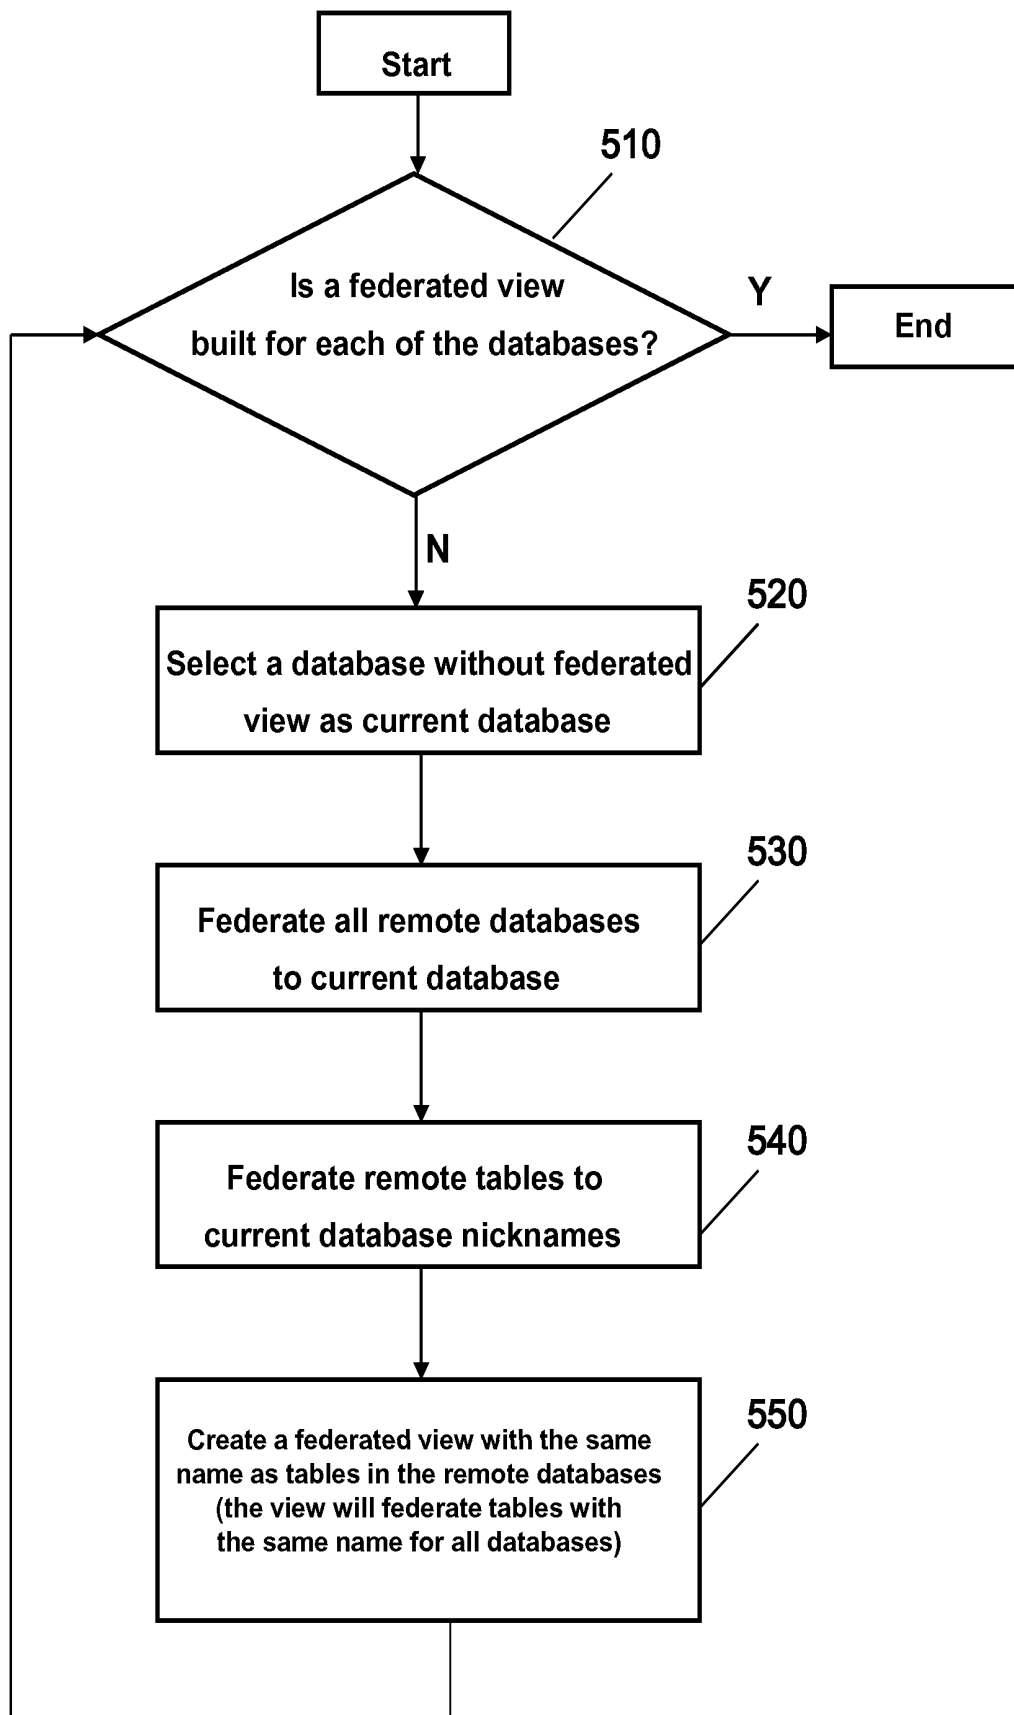 Start
510
Is a federated view
built for each of the databases?
Y
End
N
520
Select a database without federated
view as current database
530
Federate all remote databases
to current database
540
Federate remote tables to
current database nicknames
550
Create a federated view with the same
name as tables in the remote databases
(the view will federate tables with
the same name for all databases)